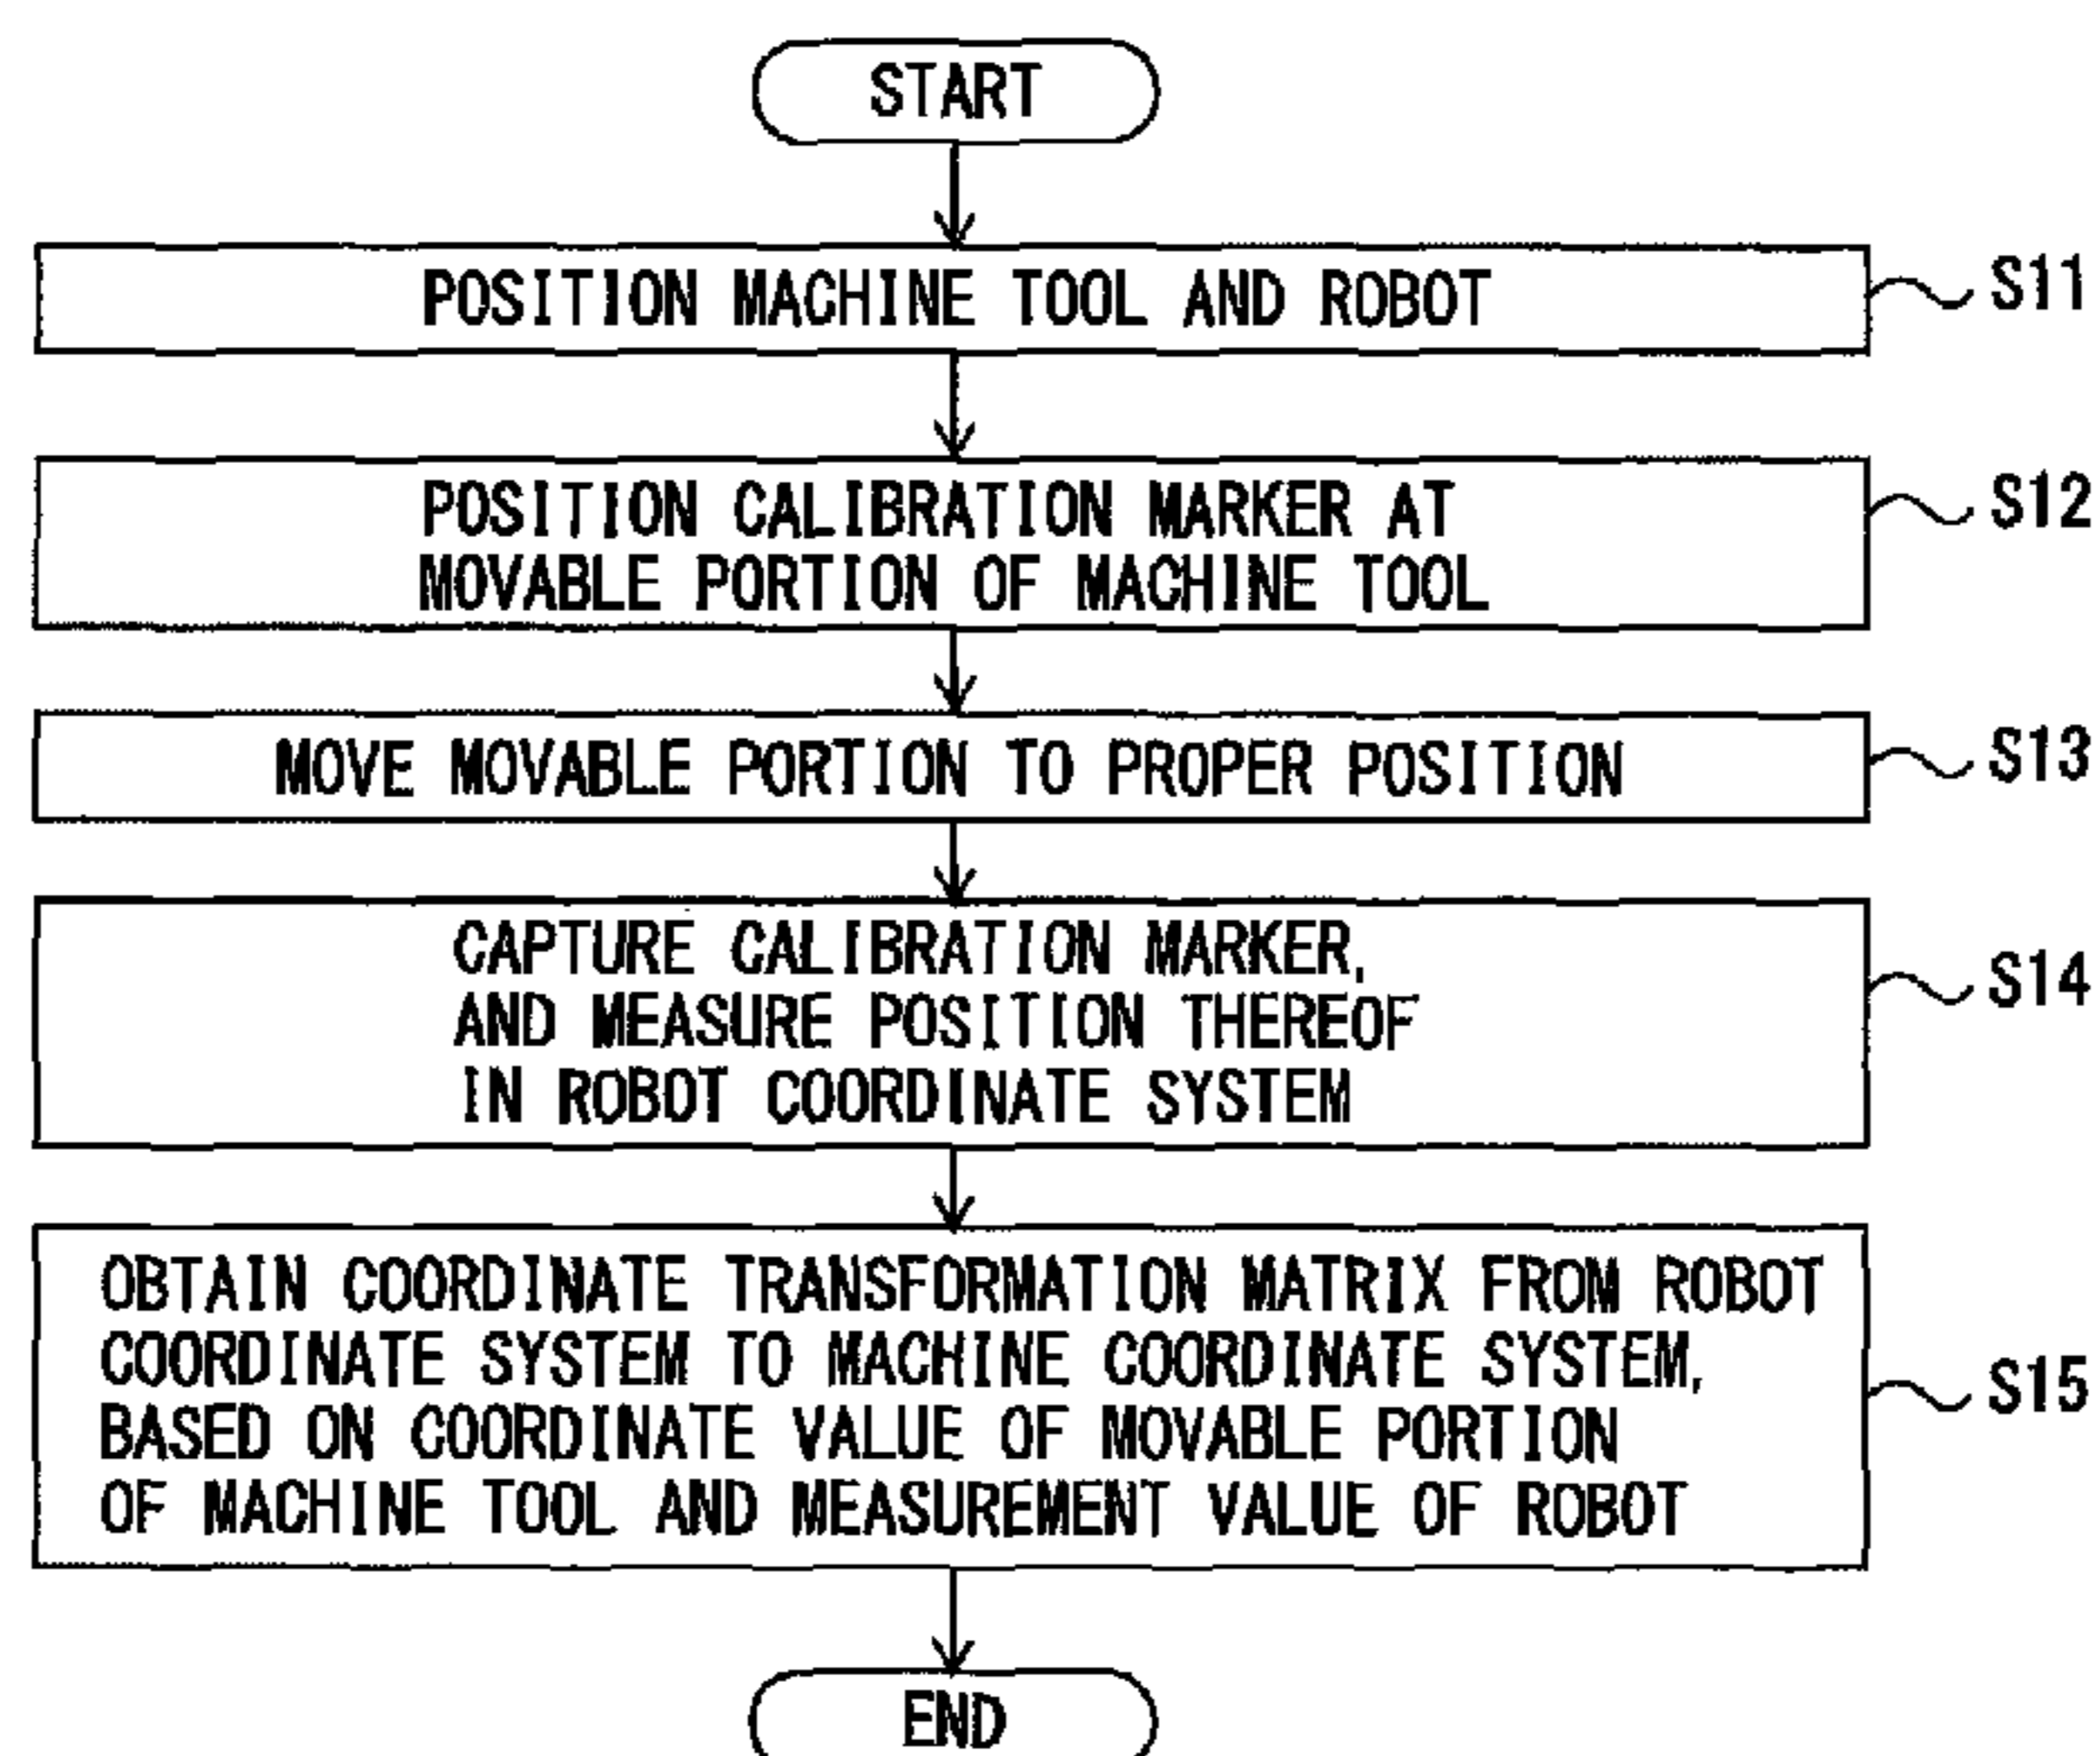 START
POSITION MACHINE TOOL AND ROBOT
S11
POSITION CALIBRATION MARKER AT
MOVABLE PORTION OF MACHINE TOOL
S12
MOVE MOVABLE PORTION TO PROPER POSITION
S13
CAPTURE CALIBRATION MARKER,
AND MEASURE POSITION THEREOF
IN ROBOT COORDINATE SYSTEM
S14
OBTAIN COORDINATE TRANSFORMATION MATRIX FROM ROBOT
COORDINATE SYSTEM TO MACHINE COORDINATE SYSTEM,
BASED ON COORDINATE VALUE OF MOVABLE PORTION
OF MACHINE TOOL AND MEASUREMENT VALUE OF ROBOT
S15
END